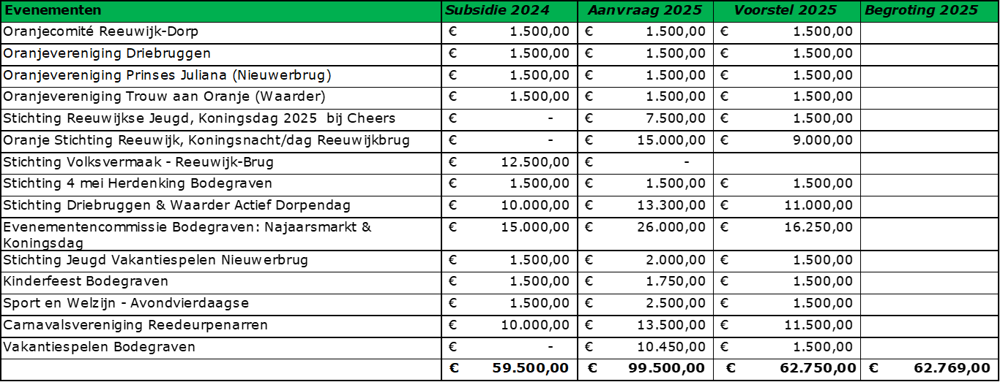 Evenementen Subsidie 2024 Aanvraag 2025 Voorstel 2025 Begroting 2025
Oranjecomité Reeuwijk-Dorp € 1.500,00 € 1.500,00 € 1.500,00
Oranjevereniging Driebruggen € 1.500,00 € 1.500,00 € 1.500,00
Oranjevereniging Prinses Juliana (Nieuwerbrug) € 1.500,00 € 1.500,00 € 1.500,00
Oranjevereniging Trouw aan Oranje (Waarder) € 1.500,00 € 1.500,00 € 1.500,00
Stichting Reeuwijkse Jeugd, Koningsdag 2025 bij Cheers € - € 7.500,00 € 1.500,00
Oranje Stichting Reeuwijk, Koningsnacht/dag Reeuwijkbrug € - € 15.000,00 € 9.000,00
Stichting Volksvermaak - Reeuwijk-Brug € 12.500,00 € -
Stichting 4 mei Herdenking Bodegraven € 1.500,00 € 1.500,00 € 1.500,00
Stichting Driebruggen & Waarder Actief Dorpendag € 10.000,00 € 13.300,00 € 11.000,00
Evenementencommissie Bodegraven: Najaarsmarkt & € 15.000,00 € 26.000,00 € 16.250,00
Koningsdag
Stichting Jeugd Vakantiespelen Nieuwerbrug € 1.500,00 € 2.000,00 € 1.500,00
Kinderfeest Bodegraven € 1.500,00 € 1.750,00 € 1.500,00
Sport en Welzijn - Avondvierdaagse € 1.500,00 € 2.500,00 € 1.500,00
Carnavalsvereniging Reedeurpenarren € 10.000,00 € 13.500,00 € 11.500,00
Vakantiespelen Bodegraven € - € 10.450,00 € 1.500,00
€ 59.500,00 € 99.500,00 € 62.750,00 € 62.769,00